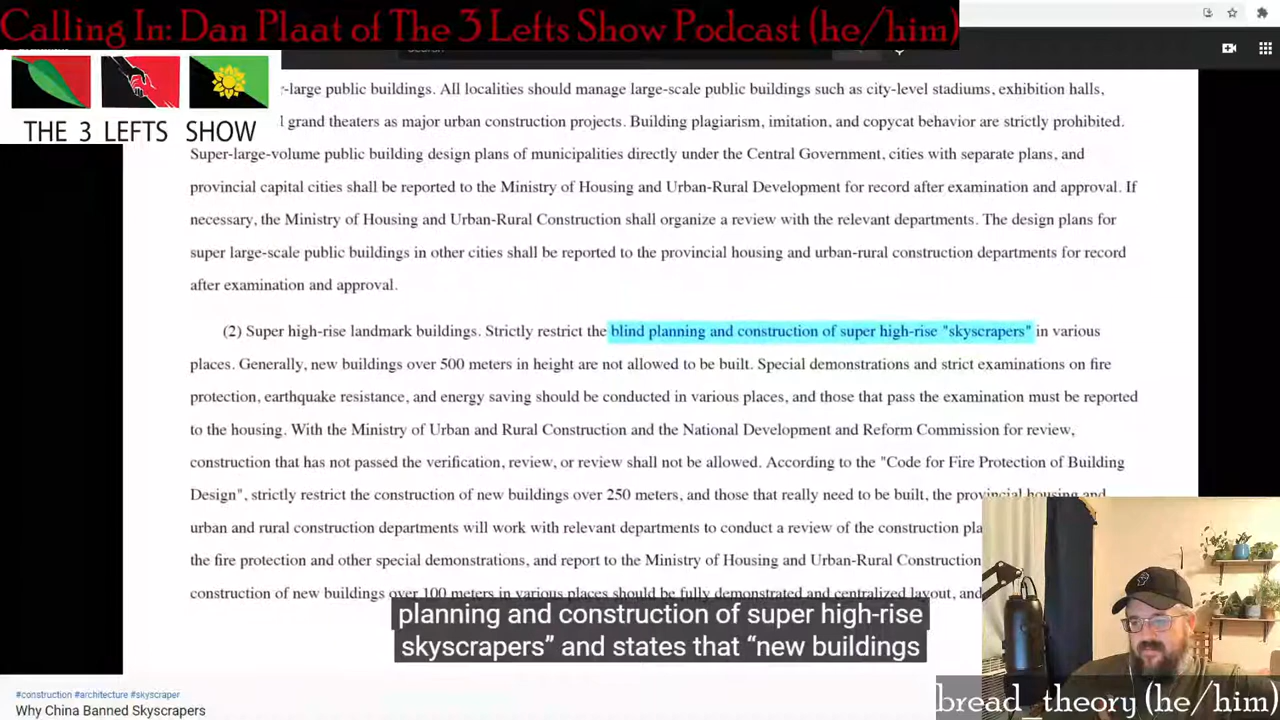 Calling In: Dan Plaat of The 3 Lefts Show Podcast (he/him)
THE 3 LEFTS SHOW
-large public buildings. All localities should manage large-scale public buildings such as city-level stadiums, exhibition halls,
grand theaters as major urban construction projects. Building plagiarism, imitation, and copycat behavior are strictly prohibited.
Super-large-volume public building design plans of municipalities directly under the Central Government, cities with separate plans, and
provincial capital cities shall be reported to the Ministry of Housing and Urban-Rural Development for record after examination and approval. If
necessary, the Ministry of Housing and Urban-Rural Construction shall organize a review with the relevant departments. The design plans for
super large-scale public buildings in other cities shall be reported to the provincial housing and urban-rural construction departments for record
after examination and approval.
(2) Super high-rise landmark buildings. Strictly restrict the blind planning and construction of super high-rise "skyscrapers" in various
places. Generally, new buildings over 500 meters in height are not allowed to be built. Special demonstrations and strict examinations on fire
protection, earthquake resistance, and energy saving should be conducted in various places, and those that pass the examination must be reported
to the housing. With the Ministry of Urban and Rural Construction and the National Development and Reform Commission for review,
construction that has not passed the verification, review, or review shall not be allowed. According to the "Code for Fire Protection of Building
Design", strictly restrict the construction of new buildings over 250 meters, and those that really need to be built, the provincial housing and
urban and rural construction departments will work with relevant departments to conduct a review of the construction
the fire protection and other special demonstrations, and report to the Ministry of Housing and Urban-Rural Construction
construction of new buildings over 100 meters in various places should be fully demonstrated and centralized layout, and
planning and construction of super high-rise
skyscrapers” and states that “new buildings
#construction #architecture #skyscraper
Why China Banned Skyscrapers
bread_theory (he/him)